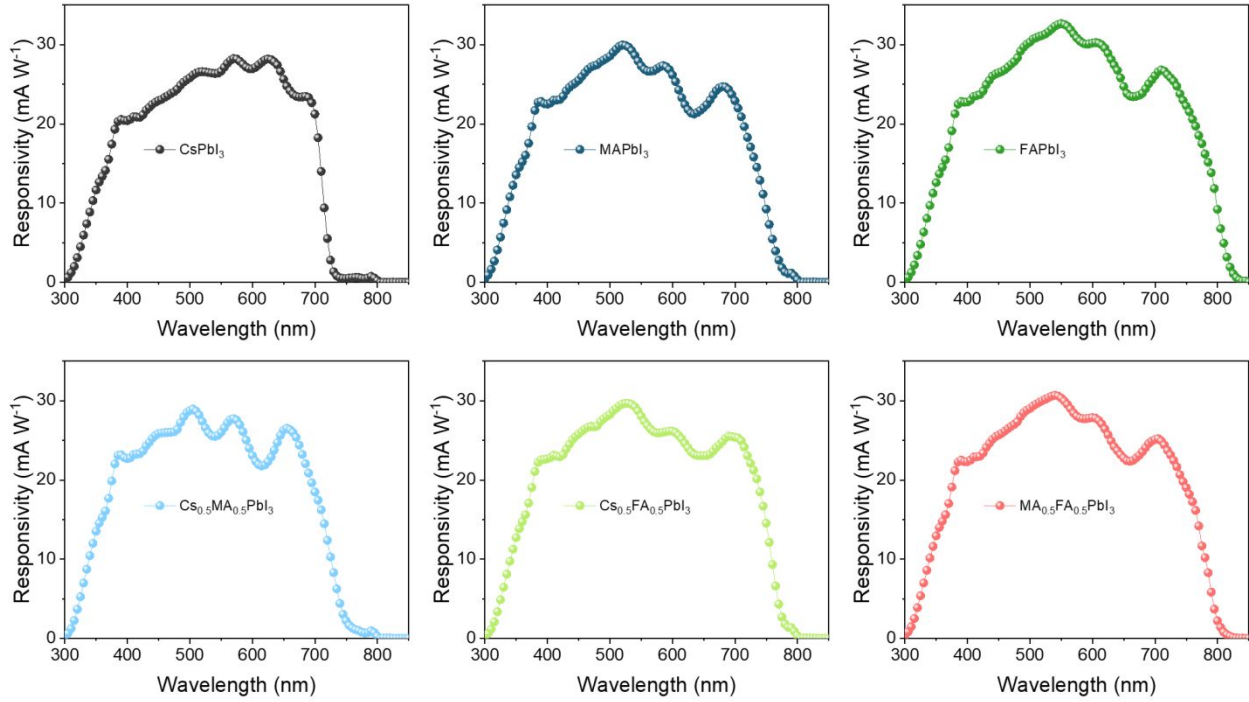 Responsivity (mA W⁻¹)
30
20
10
0
CsPbI₃
300 400 500 600 700 800
Wavelength (nm)
Responsivity (mA W⁻¹)
30
20
10
0
MAPbI₃
300 400 500 600 700 800
Wavelength (nm)
Responsivity (mA W⁻¹)
30
20
10
0
FAPbI₃
300 400 500 600 700 800
Wavelength (nm)
Responsivity (mA W⁻¹)
30
20
10
0
Cs₀.₅MA₀.₅PbI₃
300 400 500 600 700 800
Wavelength (nm)
Responsivity (mA W⁻¹)
30
20
10
0
Cs₀.₅FA₀.₅PbI₃
300 400 500 600 700 800
Wavelength (nm)
Responsivity (mA W⁻¹)
30
20
10
0
MA₀.₅FA₀.₅PbI₃
300 400 500 600 700 800
Wavelength (nm)